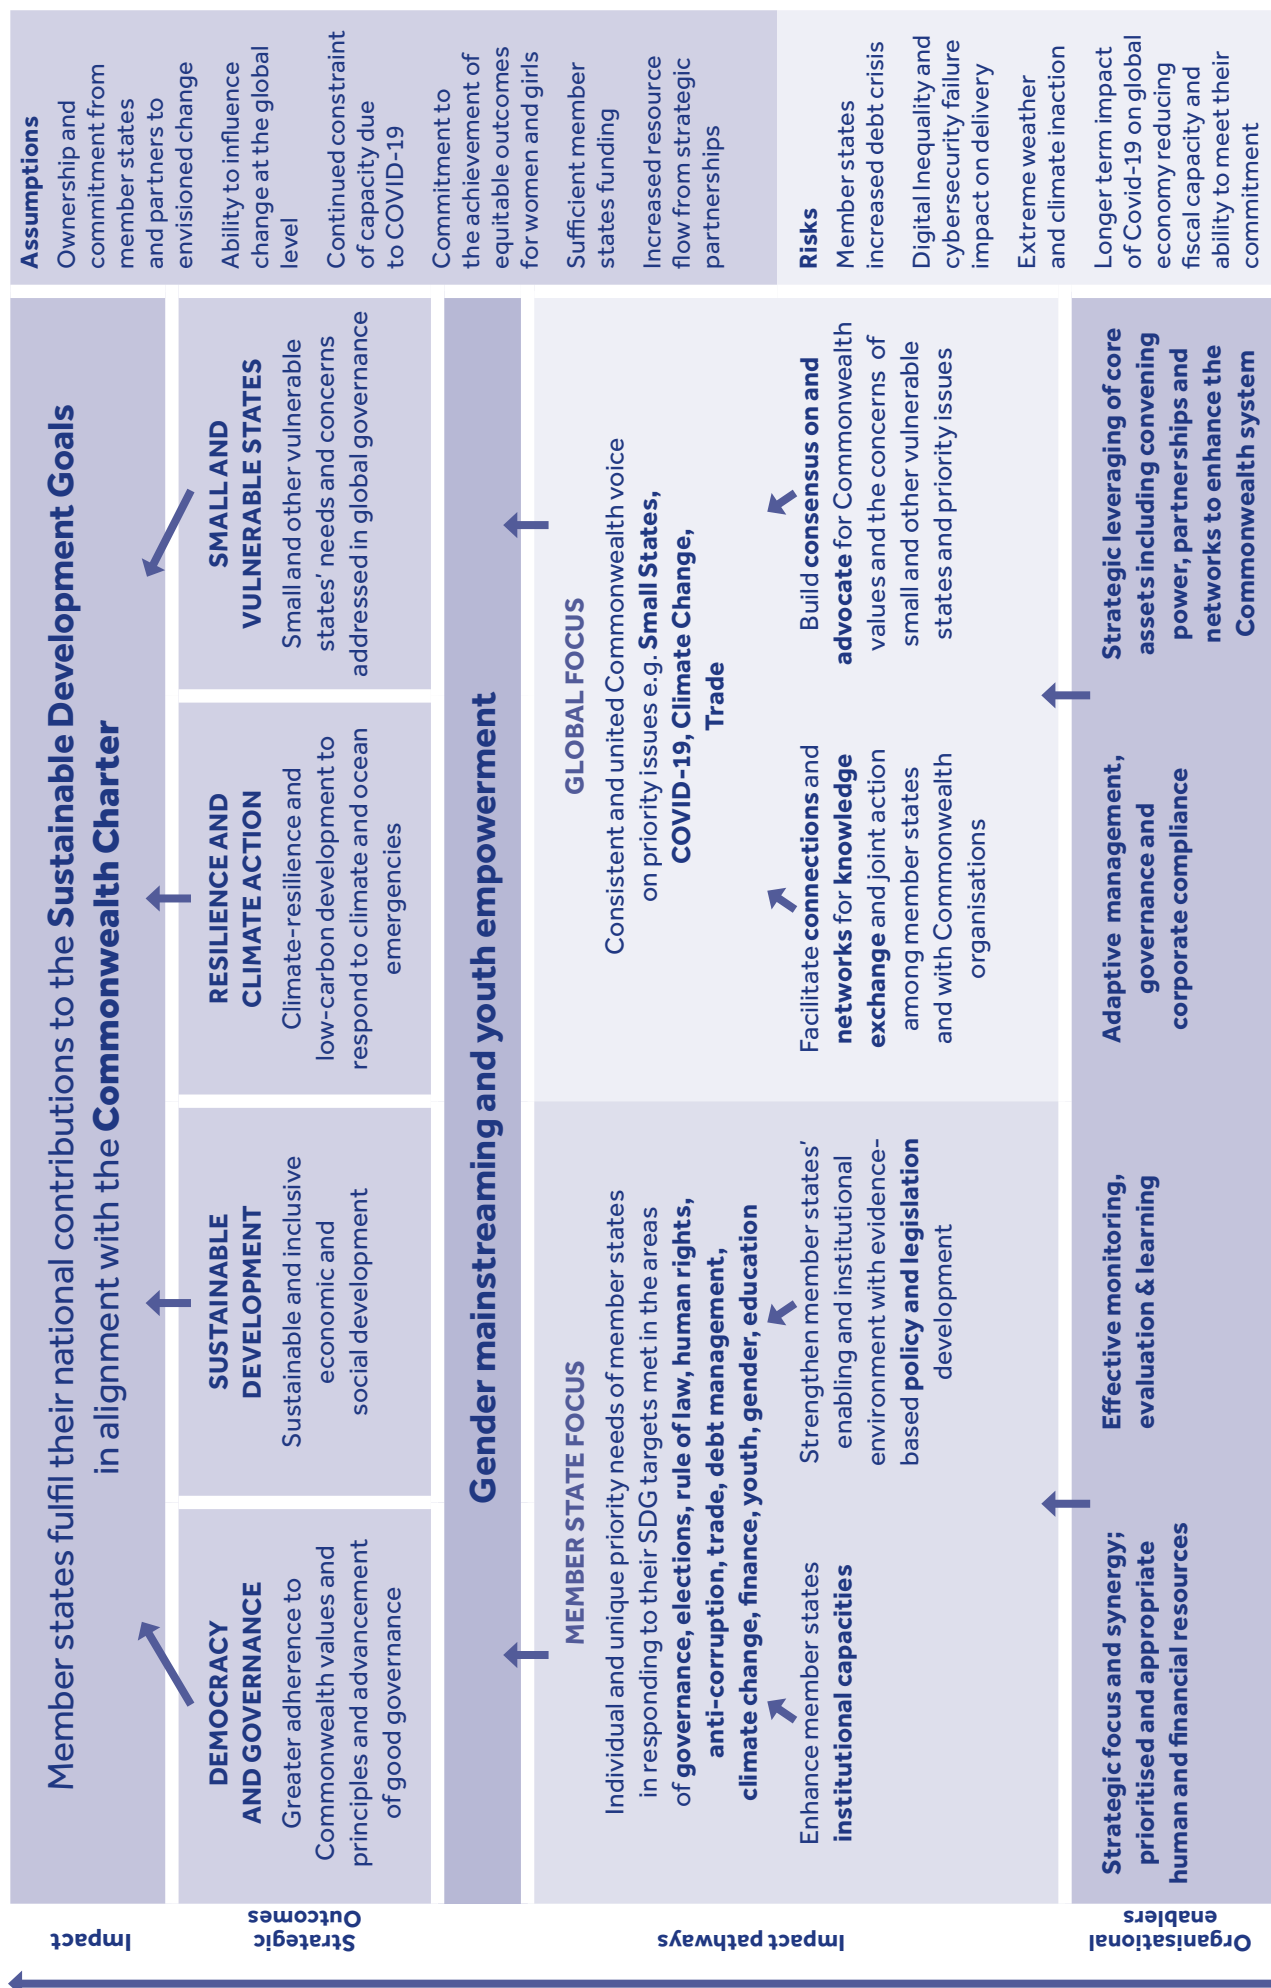 Impact
Member states fulfil their national contributions to the Sustainable Development Goals
in alignment with the Commonwealth Charter
Strategic
Outcomes
DEMOCRACY
AND GOVERNANCE
Greater adherence to
Commonwealth values and
principles and advancement
of good governance
SUSTAINABLE
DEVELOPMENT
Sustainable and inclusive
economic and
social development
RESILIENCE AND
CLIMATE ACTION
Climate-resilience and
low-carbon development to
respond to climate and ocean
emergencies
SMALL AND
VULNERABLE STATES
Small and other vulnerable
states' needs and concerns
addressed in global governance
Gender mainstreaming and youth empowerment
Impact pathways
MEMBER STATE FOCUS
Individual and unique priority needs of member states
in responding to their SDG targets met in the areas
of governance, elections, rule of law, human rights,
anti-corruption, trade, debt management,
climate change, finance, youth, gender, education
Enhance member states
institutional capacities
Strengthen member states'
enabling and institutional
environment with evidence-
based policy and legislation
development
GLOBAL FOCUS
Consistent and united Commonwealth voice
on priority issues e.g. Small States,
COVID-19, Climate Change,
Trade
Facilitate connections and
networks for knowledge
exchange and joint action
among member states
and with Commonwealth
organisations
Build consensus on and
advocate for Commonwealth
values and the concerns of
small and other vulnerable
states and priority issues
Organisational
enablers
Strategic focus and synergy;
prioritised and appropriate
human and financial resources
Effective monitoring,
evaluation & learning
Adaptive management,
governance and
corporate compliance
Strategic leveraging of core
assets including convening
power, partnerships and
networks to enhance the
Commonwealth system
Assumptions
Ownership and
commitment from
member states
and partners to
envisioned change
Ability to influence
change at the global
level
Continued constraint
of capacity due
to COVID-19
Commitment to
the achievement of
equitable outcomes
for women and girls
Sufficient member
states funding
Increased resource
flow from strategic
partnerships
Risks
Member states
increased debt crisis
Digital Inequality and
cybersecurity failure
impact on delivery
Extreme weather
and climate inaction
Longer term impact
of Covid-19 on global
economy reducing
fiscal capacity and
ability to meet their
commitment